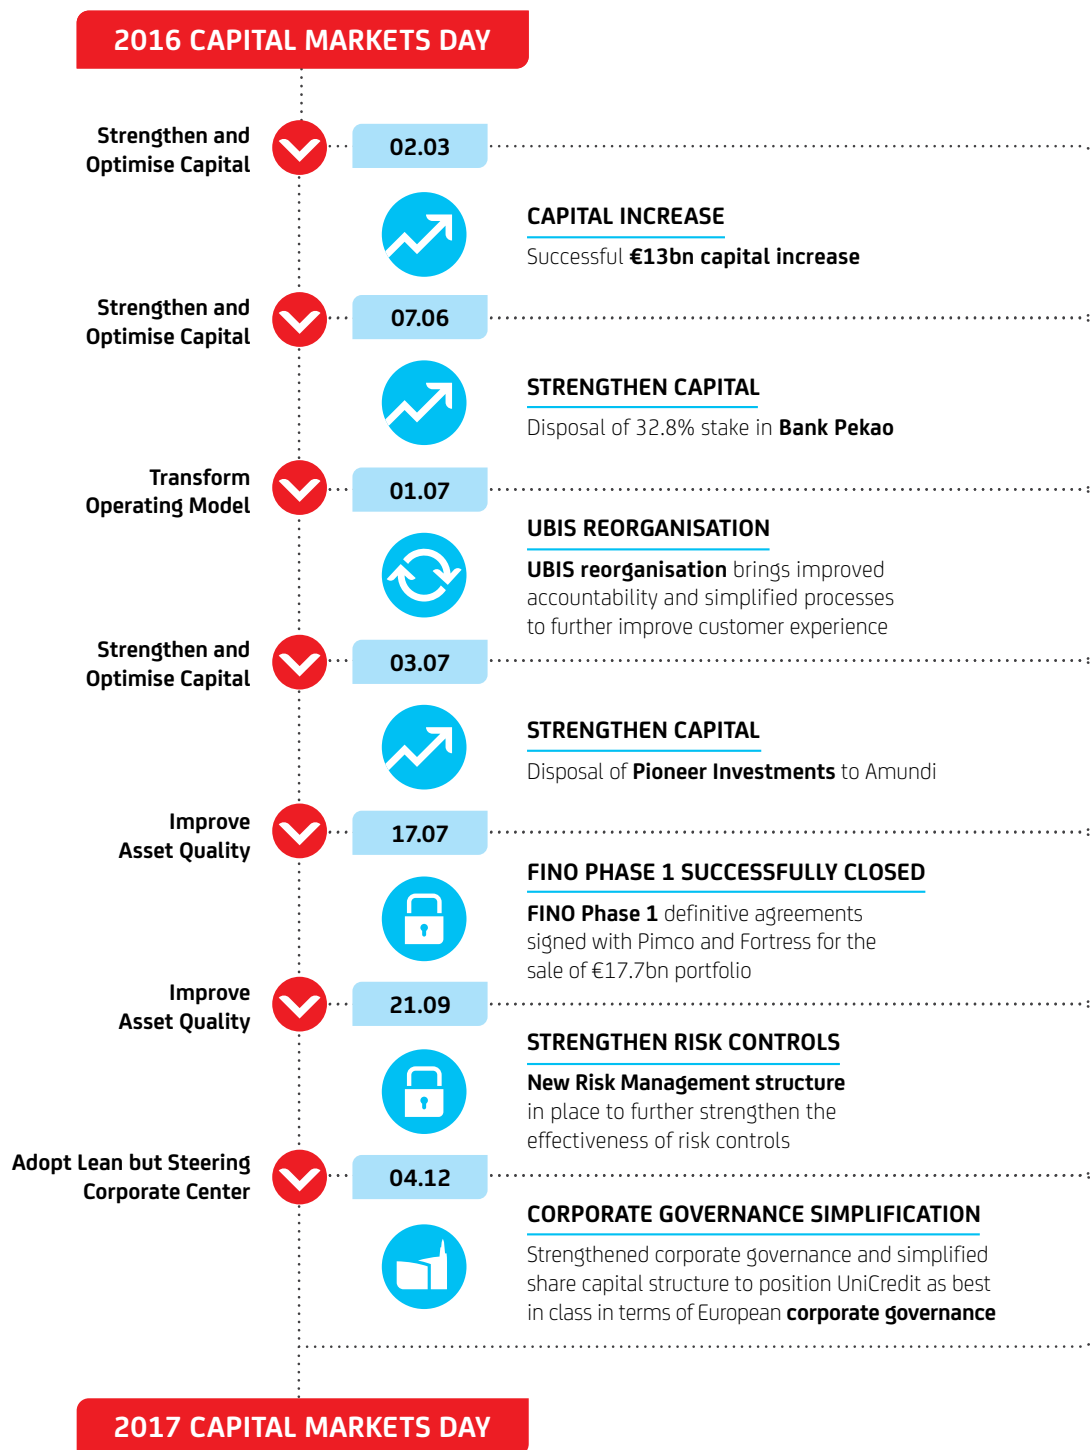 2016 CAPITAL MARKETS DAY
Strengthen and
Optimise Capital
02.03
CAPITAL INCREASE
Successful €13bn capital increase
Strengthen and
Optimise Capital
07.06
STRENGTHEN CAPITAL
Disposal of 32.8% stake in Bank Pekao
Transform
Operating Model
01.07
UBIS REORGANISATION
UBIS reorganisation brings improved
accountability and simplified processes
to further improve customer experience
Strengthen and
Optimise Capital
03.07
STRENGTHEN CAPITAL
Disposal of Pioneer Investments to Amundi
Improve
Asset Quality
17.07
FINO PHASE 1 SUCCESSFULLY CLOSED
FINO Phase 1 definitive agreements
signed with Pimco and Fortress for the
sale of €17.7bn portfolio
Improve
Asset Quality
21.09
STRENGTHEN RISK CONTROLS
New Risk Management structure
in place to further strengthen the
effectiveness of risk controls
Adopt Lean but Steering
Corporate Center
04.12
CORPORATE GOVERNANCE SIMPLIFICATION
Strengthened corporate governance and simplified
share capital structure to position UniCredit as best
in class in terms of European corporate governance
2017 CAPITAL MARKETS DAY